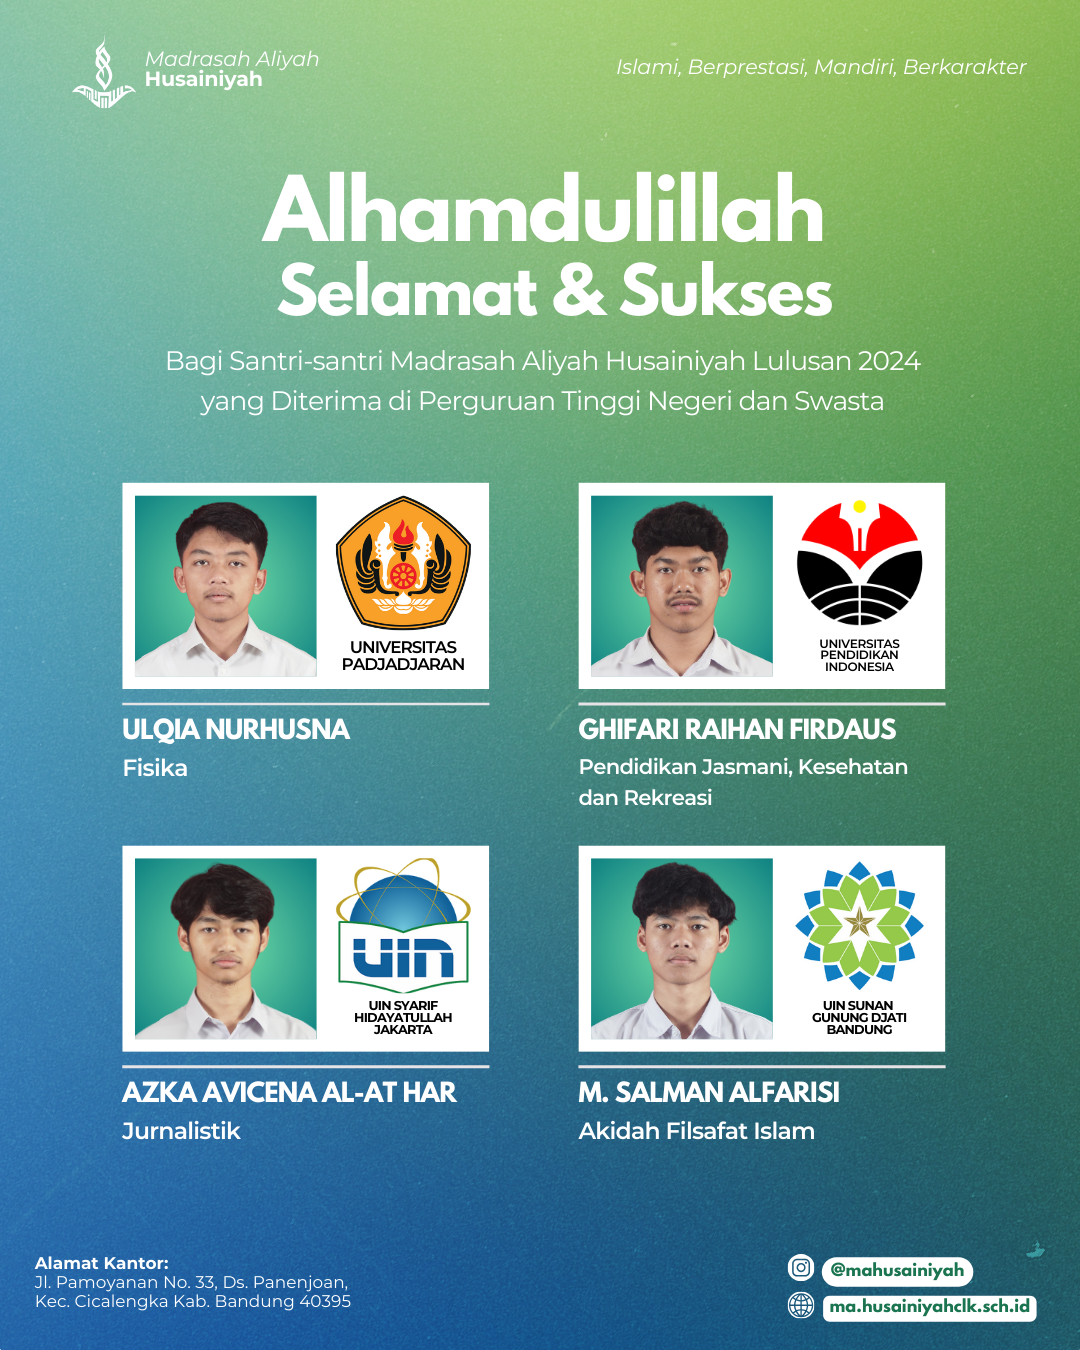 Madrasah Aliyah
Husainiyah
Islami, Berprestasi, Mandiri, Berkarakter
Alhamdulillah
Selamat & Sukses
Bagi Santri-santri Madrasah Aliyah Husainiyah Lulusan 2024
yang Diterima di Perguruan Tinggi Negeri dan Swasta
UNIVERSITAS
PADJADJARAN
ULQIA NURHUSNA
Fisika
UNIVERSITAS
PENDIDIKAN
INDONESIA
GHIFARI RAIHAN FIRDAUS
Pendidikan Jasmani, Kesehatan
dan Rekreasi
uin
UIN SYARIF
HIDAYATULLAH
JAKARTA
AZKA AVICENA AL-AT HAR
Jurnalistik
UIN SUNAN
GUNUNG DJATI
BANDUNG
M. SALMAN ALFARISI
Akidah Filsafat Islam
Alamat Kantor:
Jl. Pamoyanan No. 33, Ds. Panenjoan,
Kec. Cicalengka Kab. Bandung 40395
@mahusainiyah
ma.husainiyahclk.sch.id